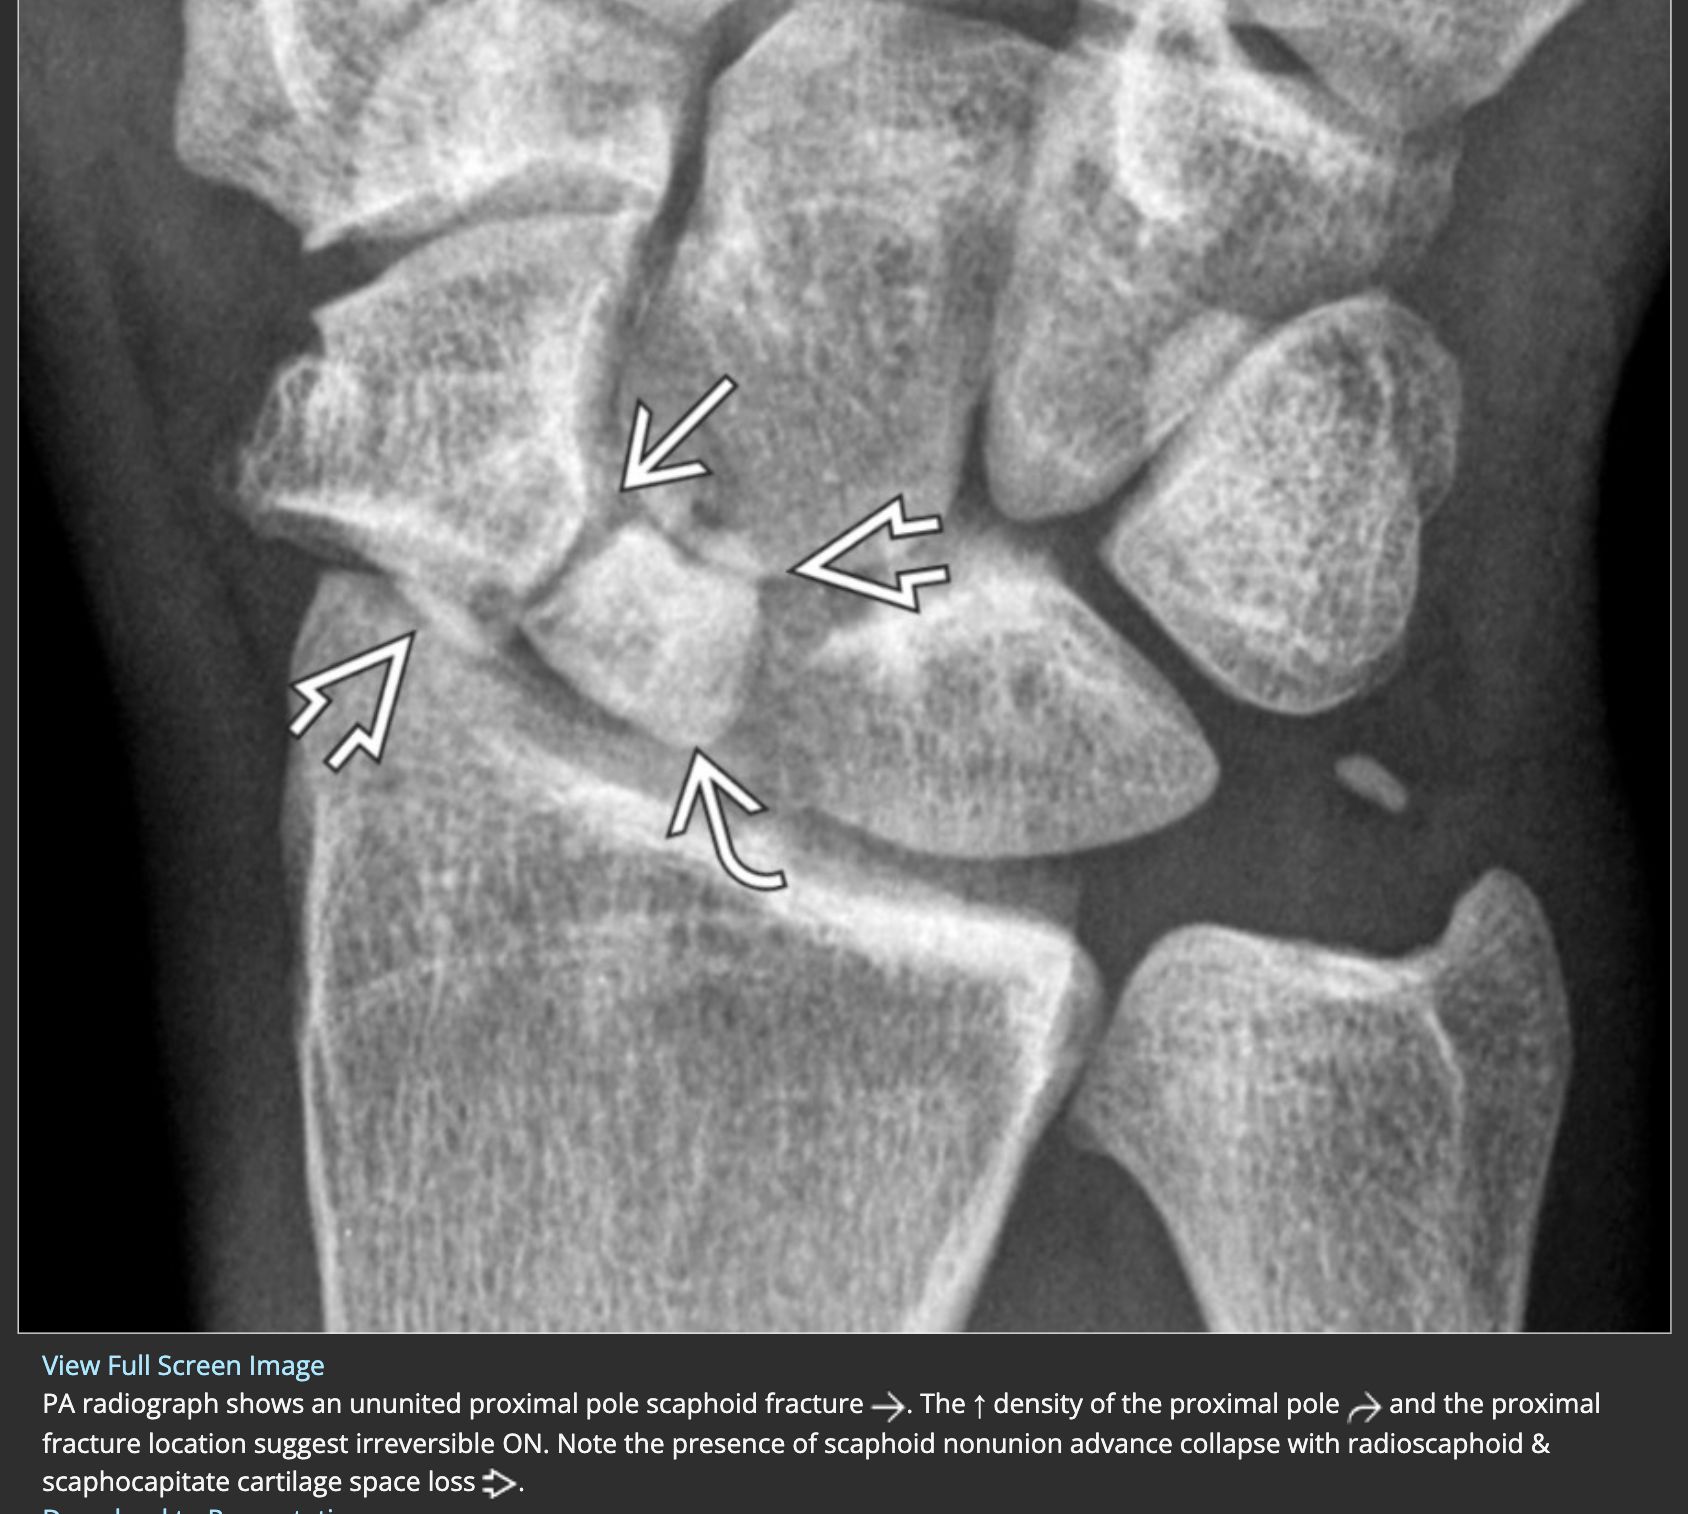 View Full Screen Image
PA radiograph shows an ununited proximal pole scaphoid fracture →. The ↑ density of the proximal pole ↷ and the proximal
fracture location suggest irreversible ON. Note the presence of scaphoid nonunion advance collapse with radioscaphoid &
scaphocapitate cartilage space loss ⇨.